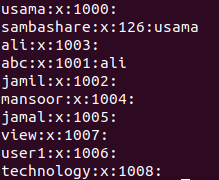 usama:x:1000:
sambashare:x:126:usama
ali:x:1003:
abc:x:1001:ali
jamil:x:1002:
mansoor:x:1004:
jamal:x:1005:
view:x:1007:
user1:x:1006:
technology:x:1008: